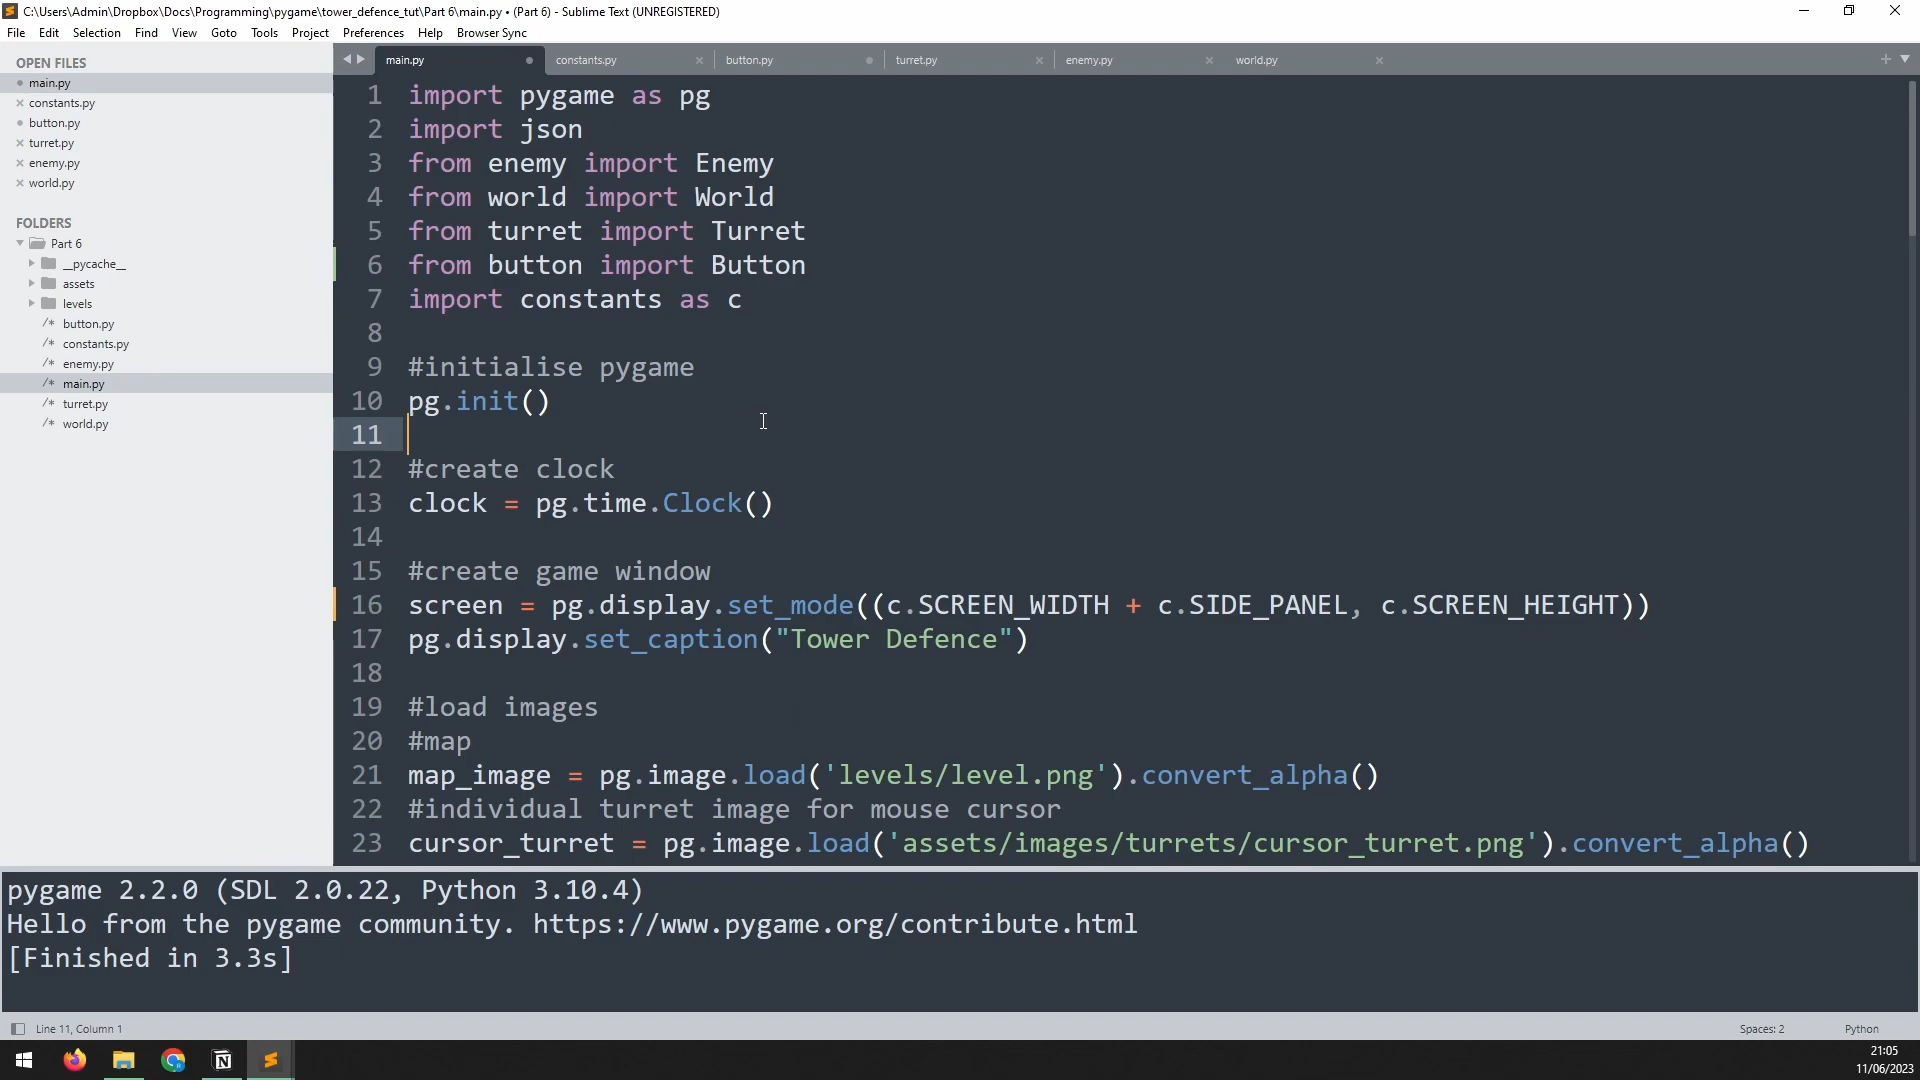 C:\Users\Admin\Dropbox\Docs\Programming\pygame\tower_defence_tut\Part 6\main.py • (Part 6) - Sublime Text (UNREGISTERED)
File Edit Selection Find View Goto Tools Project Preferences Help Browser Sync
OPEN FILES
main.py
constants.py
button.py
turret.py
enemy.py
world.py
FOLDERS
Part 6
__pycache__
assets
levels
button.py
constants.py
enemy.py
main.py
turret.py
world.py
main.py constants.py button.py turret.py enemy.py world.py
1 import pygame as pg
2 import json
3 from enemy import Enemy
4 from world import World
5 from turret import Turret
6 from button import Button
7 import constants as c
8
9 #initialise pygame
10 pg.init()
11
12 #create clock
13 clock = pg.time.Clock()
14
15 #create game window
16 screen = pg.display.set_mode((c.SCREEN_WIDTH + c.SIDE_PANEL, c.SCREEN_HEIGHT))
17 pg.display.set_caption("Tower Defence")
18
19 #load images
20 #map
21 map_image = pg.image.load('levels/level.png').convert_alpha()
22 #individual turret image for mouse cursor
23 cursor_turret = pg.image.load('assets/images/turrets/cursor_turret.png').convert_alpha()
pygame 2.2.0 (SDL 2.0.22, Python 3.10.4)
Hello from the pygame community. https://www.pygame.org/contribute.html
[Finished in 3.3s]
Line 11, Column 1 Spaces: 2 Python
21:05
11/06/2023